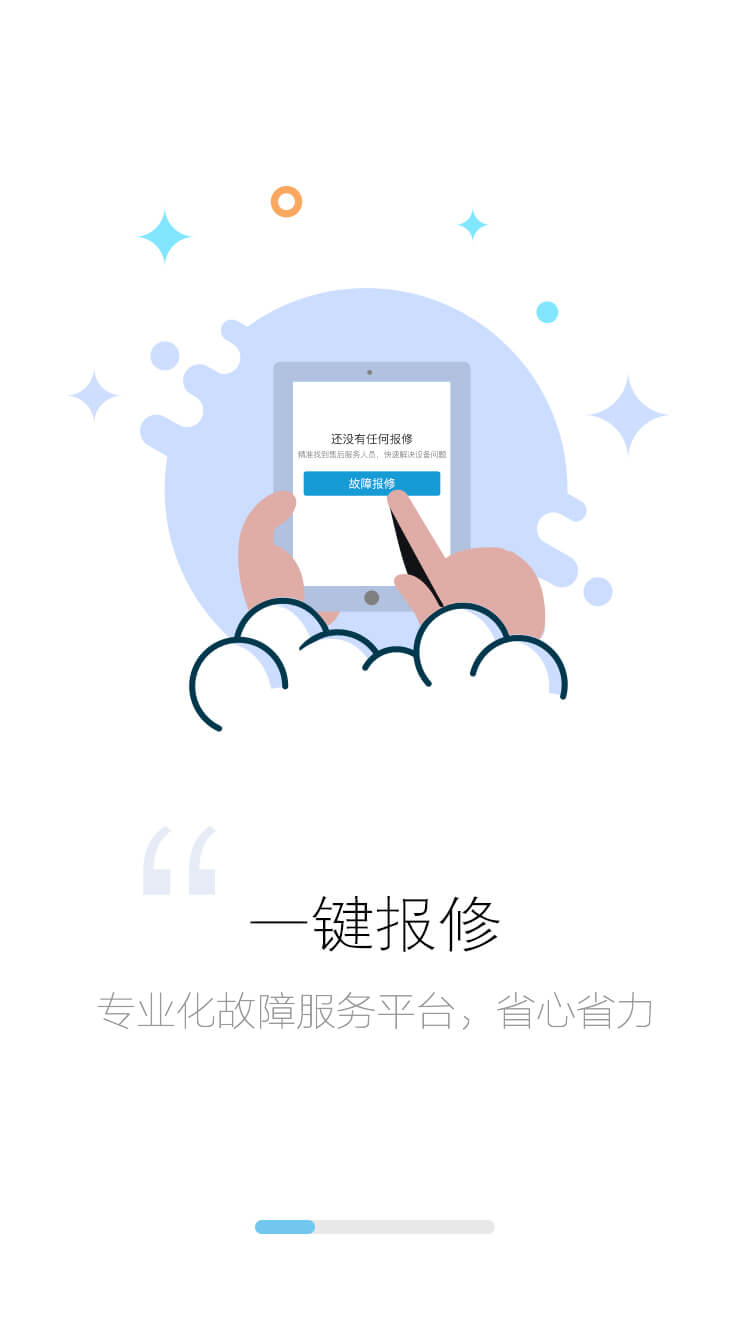 还没有任何报修
精准找到售后服务人员，快速解决设备问题
故障报修
“
一键报修
专业化故障服务平台，省心省力